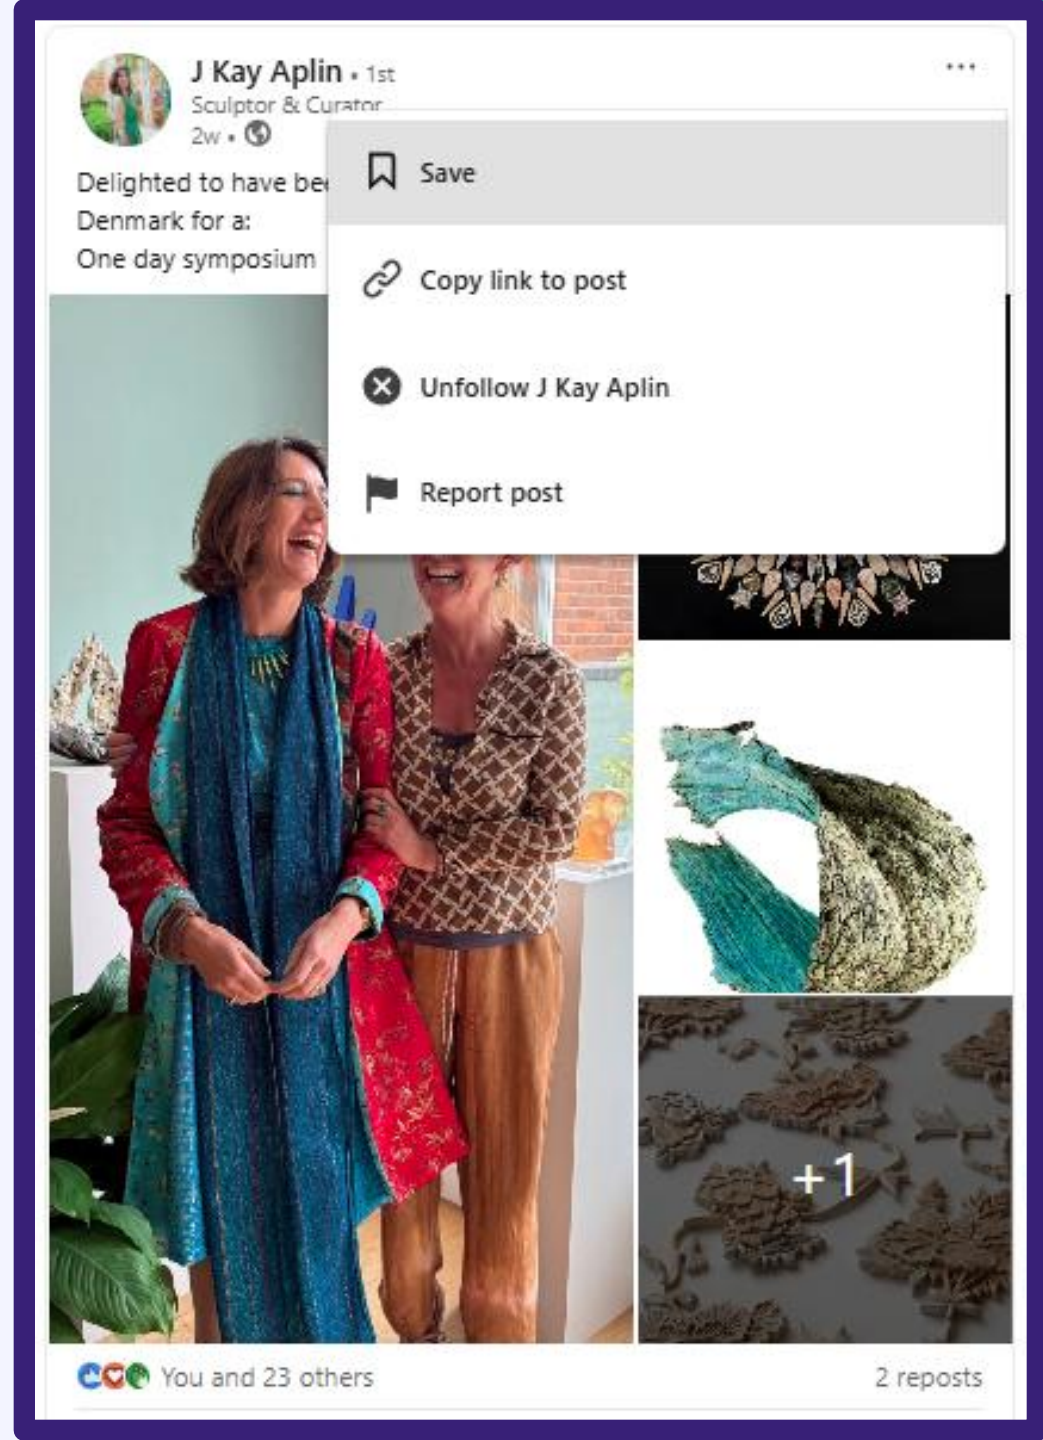 J Kay Aplin • 1st
Sculptor & Curator
2w •
Delighted to have
Denmark for a:
One day symposium
Save
Copy link to post
Unfollow J Kay Aplin
Report post
+1
You and 23 others
2 reposts